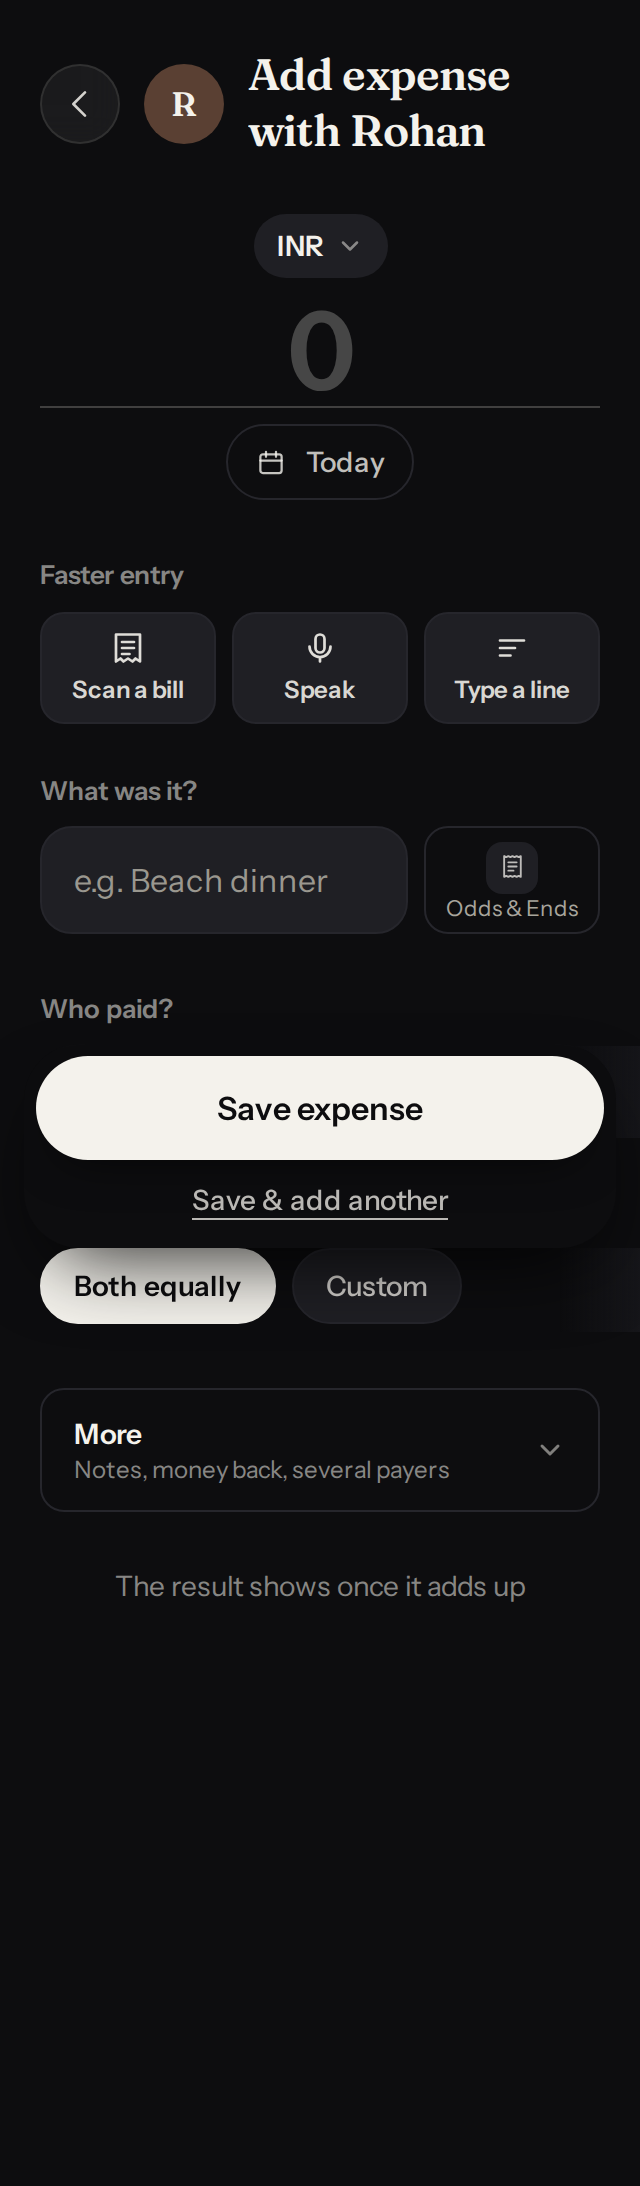 R
Add expense
with Rohan
INR
0
Today
Faster entry
Scan a bill
Speak
Type a line
What was it?
e.g. Beach dinner
Odds & Ends
Who paid?
Save expense
Save & add another
Both equally
Custom
More
Notes, money back, several payers
The result shows once it adds up